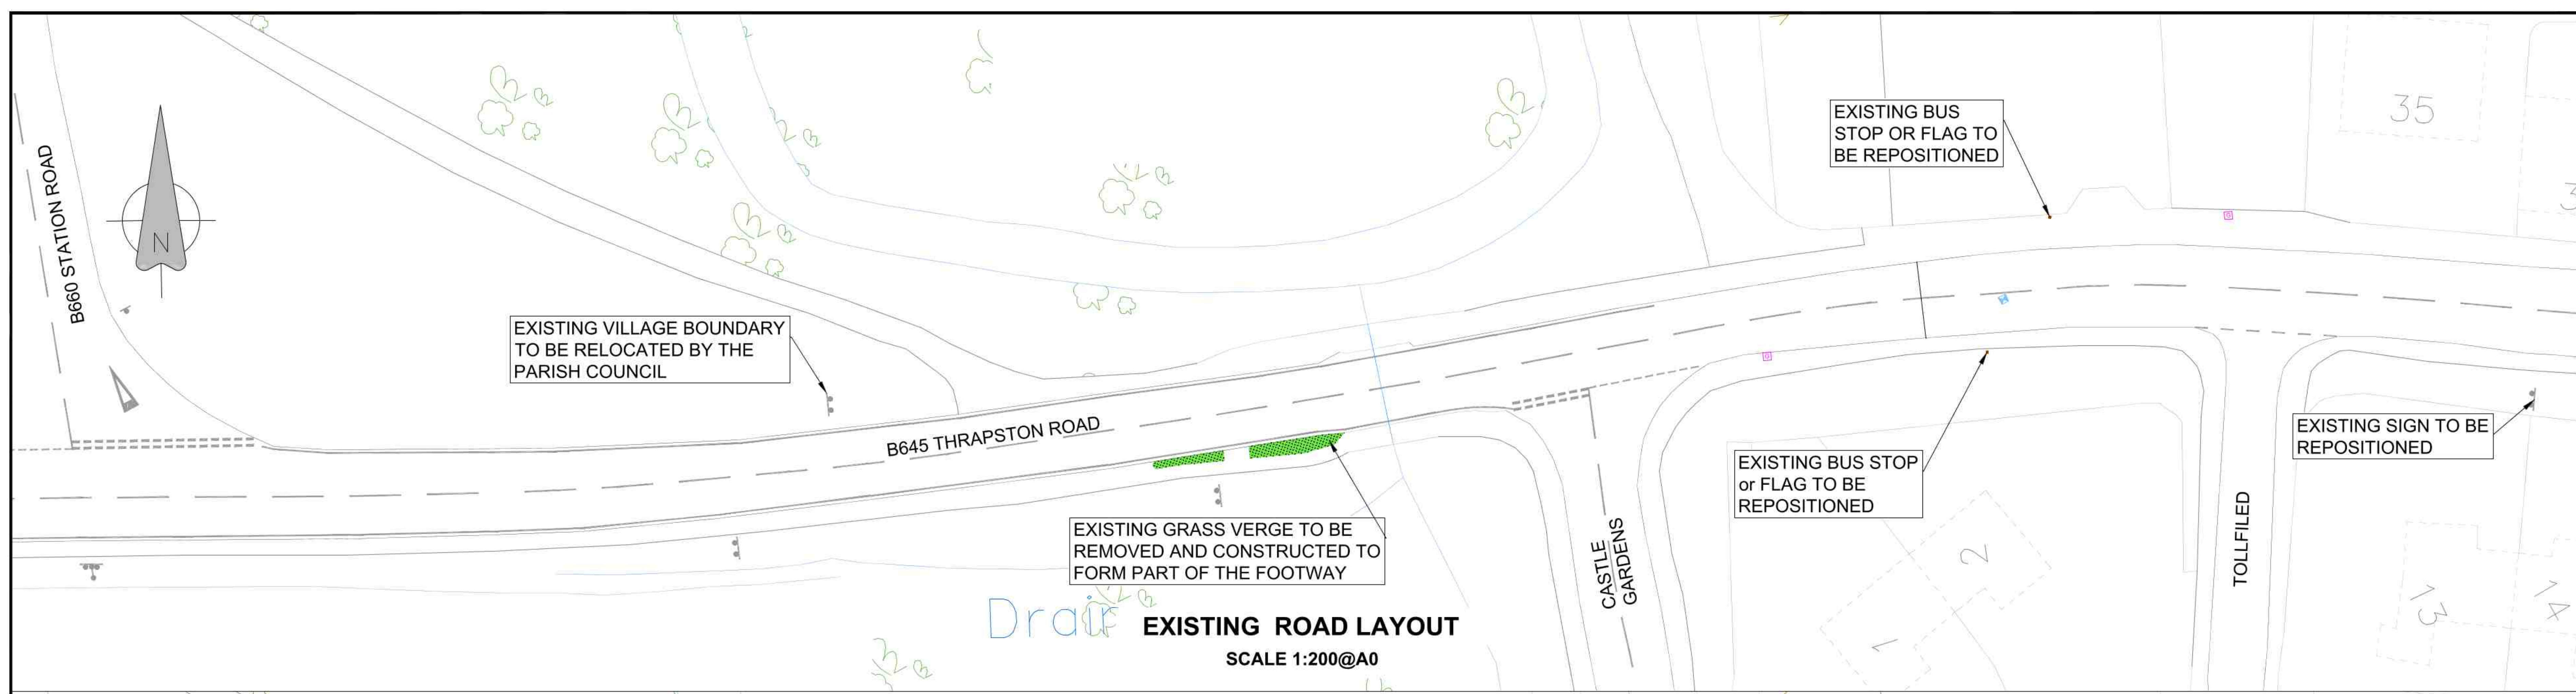 B660 STATION ROAD
N
EXISTING VILLAGE BOUNDARY
TO BE RELOCATED BY THE
PARISH COUNCIL
B645 THRAPSTON ROAD
EXISTING BUS
STOP OR FLAG TO
BE REPOSITIONED
35
EXISTING GRASS VERGE TO BE
REMOVED AND CONSTRUCTED TO
FORM PART OF THE FOOTWAY
CASTLE
GARDENS
EXISTING BUS STOP
or FLAG TO BE
REPOSITIONED
EXISTING SIGN TO BE
REPOSITIONED
TOLLFILED
1
2
13
14
Drair
EXISTING ROAD LAYOUT
SCALE 1:200@A0